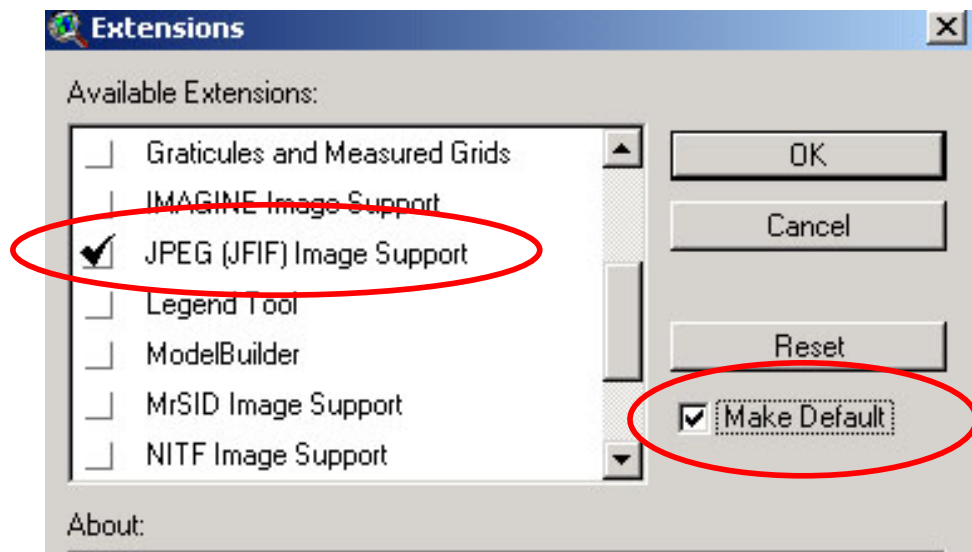 Extensions
Available Extensions:
Graticules and Measured Grids
IMAGINE Image Support
JPEG (JFIF) Image Support
Legend Tool
ModelBuilder
MrSID Image Support
NITF Image Support
OK
Cancel
Reset
Make Default
About: